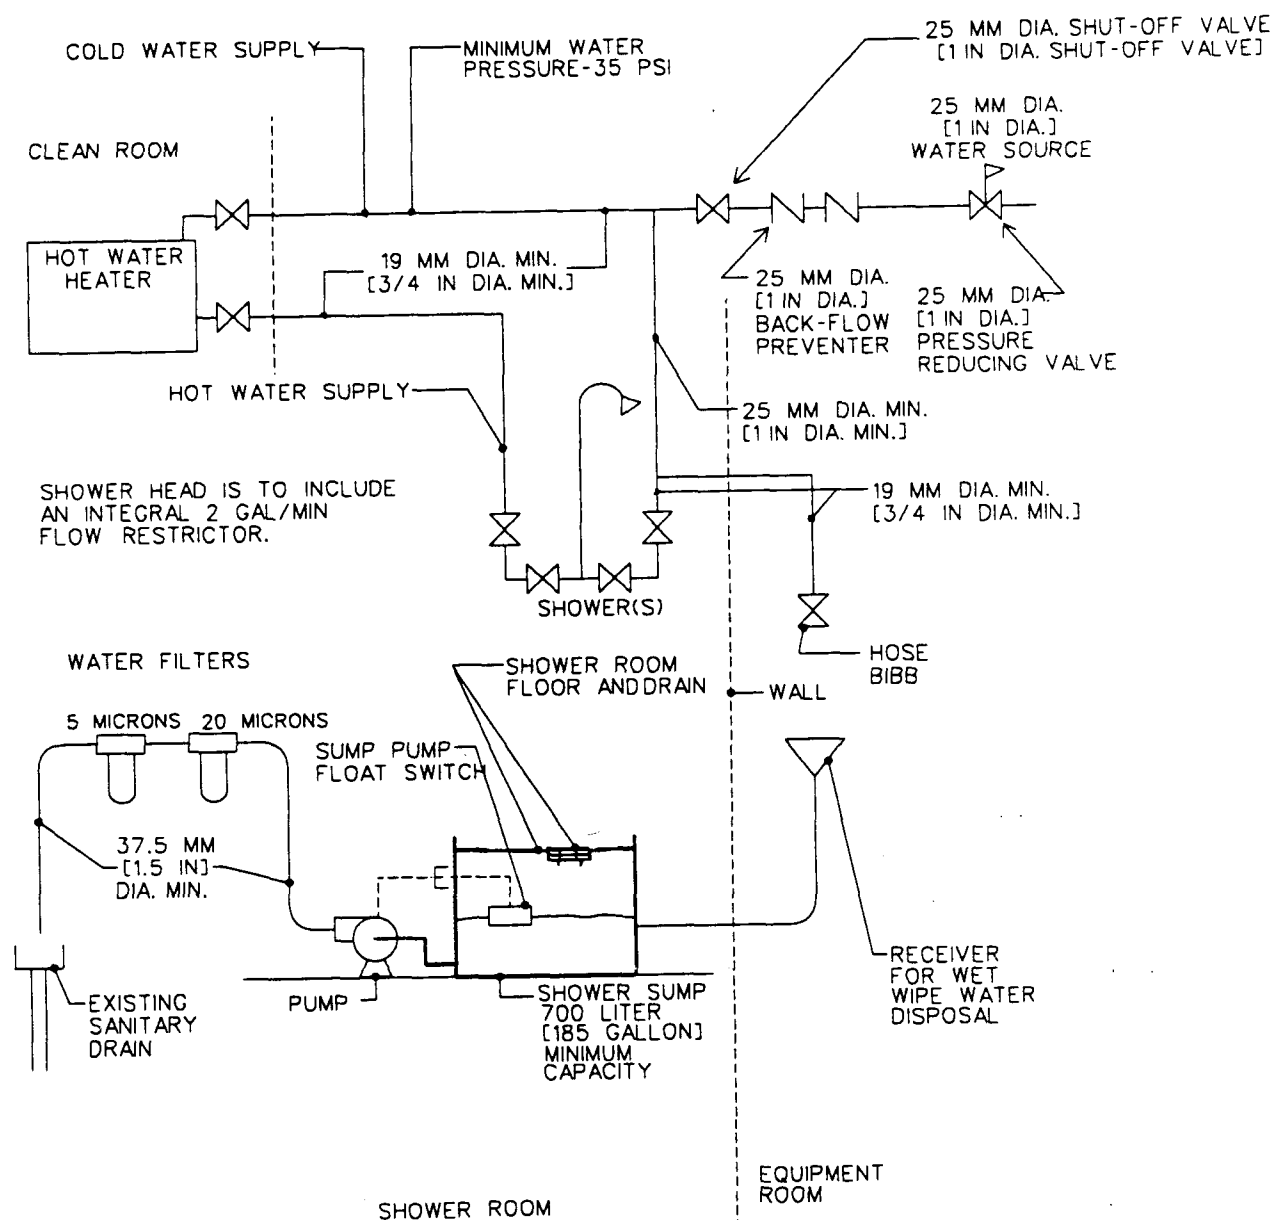 COLD WATER SUPPLY
MINIMUM WATER
PRESSURE-35 PSI
25 MM DIA. SHUT-OFF VALVE
[1 IN DIA. SHUT-OFF VALVE]
25 MM DIA.
[1 IN DIA.]
WATER SOURCE
CLEAN ROOM
HOT WATER
HEATER
19 MM DIA. MIN.
[3/4 IN DIA. MIN.]
25 MM DIA.
[1 IN DIA.]
BACK-FLOW
PREVENTER
25 MM DIA.
[1 IN DIA.]
PRESSURE
REDUCING VALVE
HOT WATER SUPPLY
25 MM DIA. MIN.
[1 IN DIA. MIN.]
SHOWER HEAD IS TO INCLUDE
AN INTEGRAL 2 GAL/MIN
FLOW RESTRICTOR.
19 MM DIA. MIN.
[3/4 IN DIA. MIN.]
SHOWER(S)
HOSE
BIBB
WATER FILTERS
SHOWER ROOM
FLOOR AND DRAIN
WALL
5 MICRONS
20 MICRONS
SUMP PUMP
FLOAT SWITCH
37.5 MM
[1.5 IN]
DIA. MIN.
RECEIVER
FOR WET
WIPE WATER
DISPOSAL
EXISTING
SANITARY
DRAIN
PUMP
SHOWER SUMP
700 LITER
[185 GALLON]
MINIMUM
CAPACITY
EQUIPMENT
ROOM
SHOWER ROOM